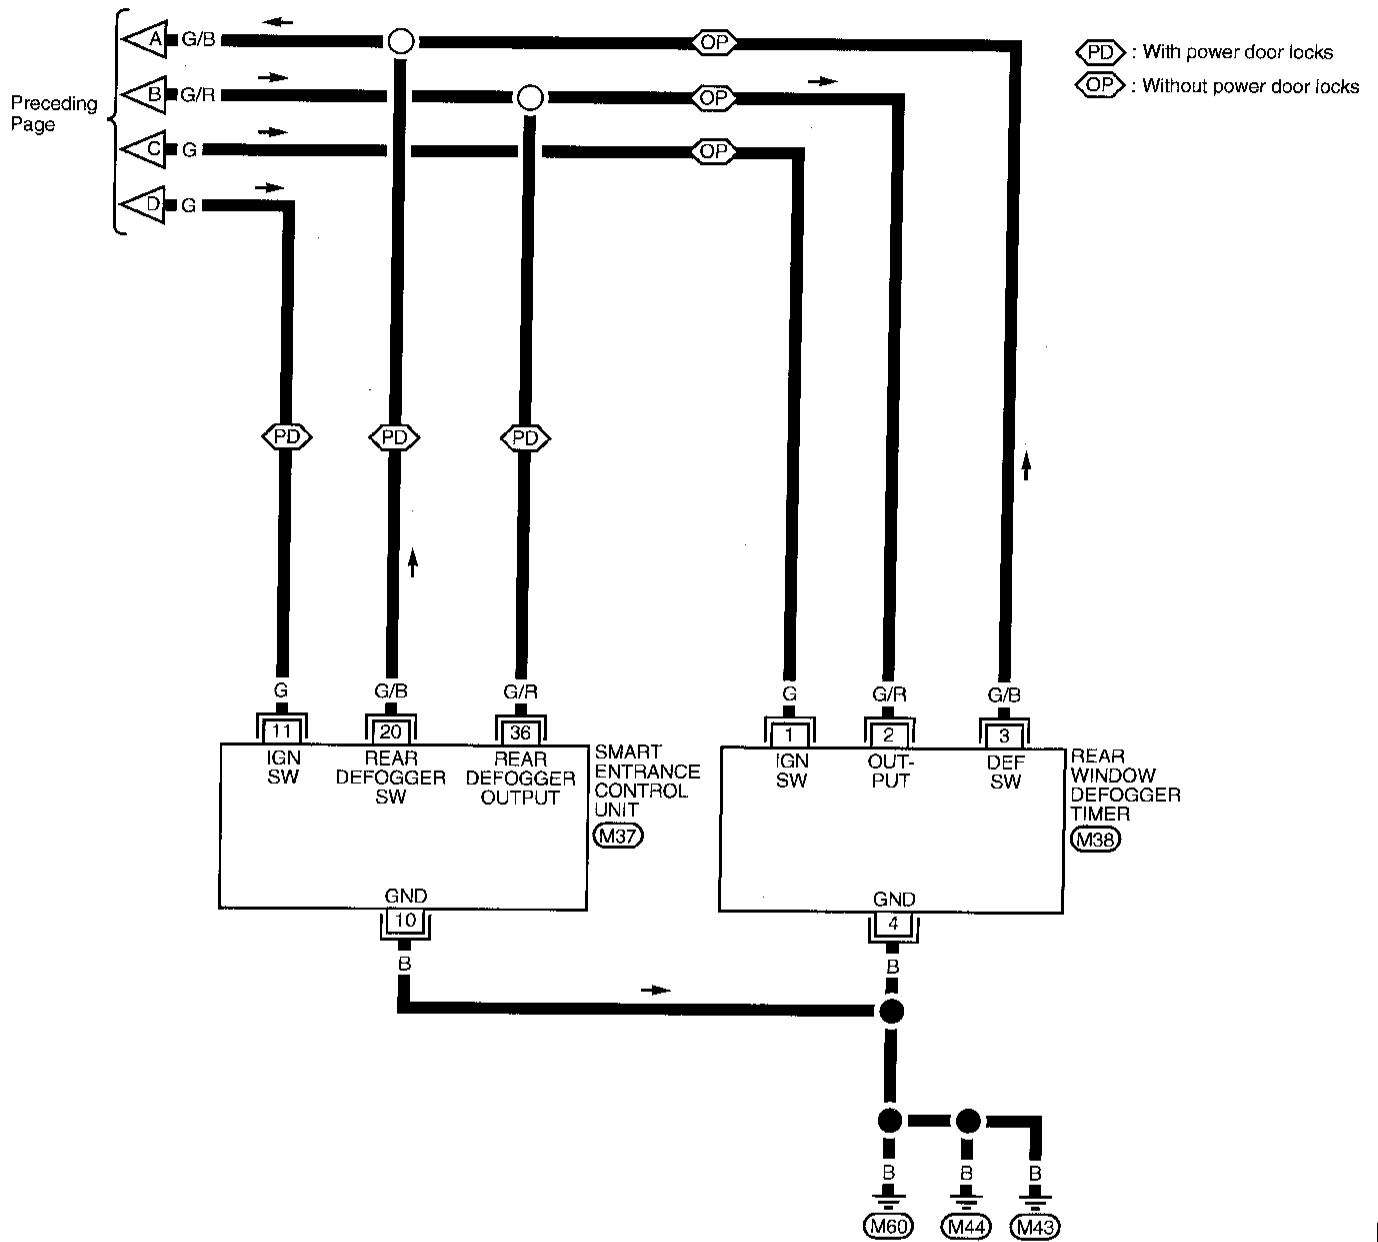 Preceding
Page
A G/B OP
B G/R OP
C G OP
D G
PD : With power door locks
OP : Without power door locks
PD PD PD
G G/B G/R G G/R G/B
11 20 36 1 2 3
IGN
SW
REAR
DEFOGGER
SW
REAR
DEFOGGER
OUTPUT
SMART
ENTRANCE
CONTROL
UNIT
M37
IGN
SW
OUT-
PUT
DEF
SW
REAR
WINDOW
DEFOGGER
TIMER
M38
GND
10
B
GND
4
B
B B B
M60 M44 M43